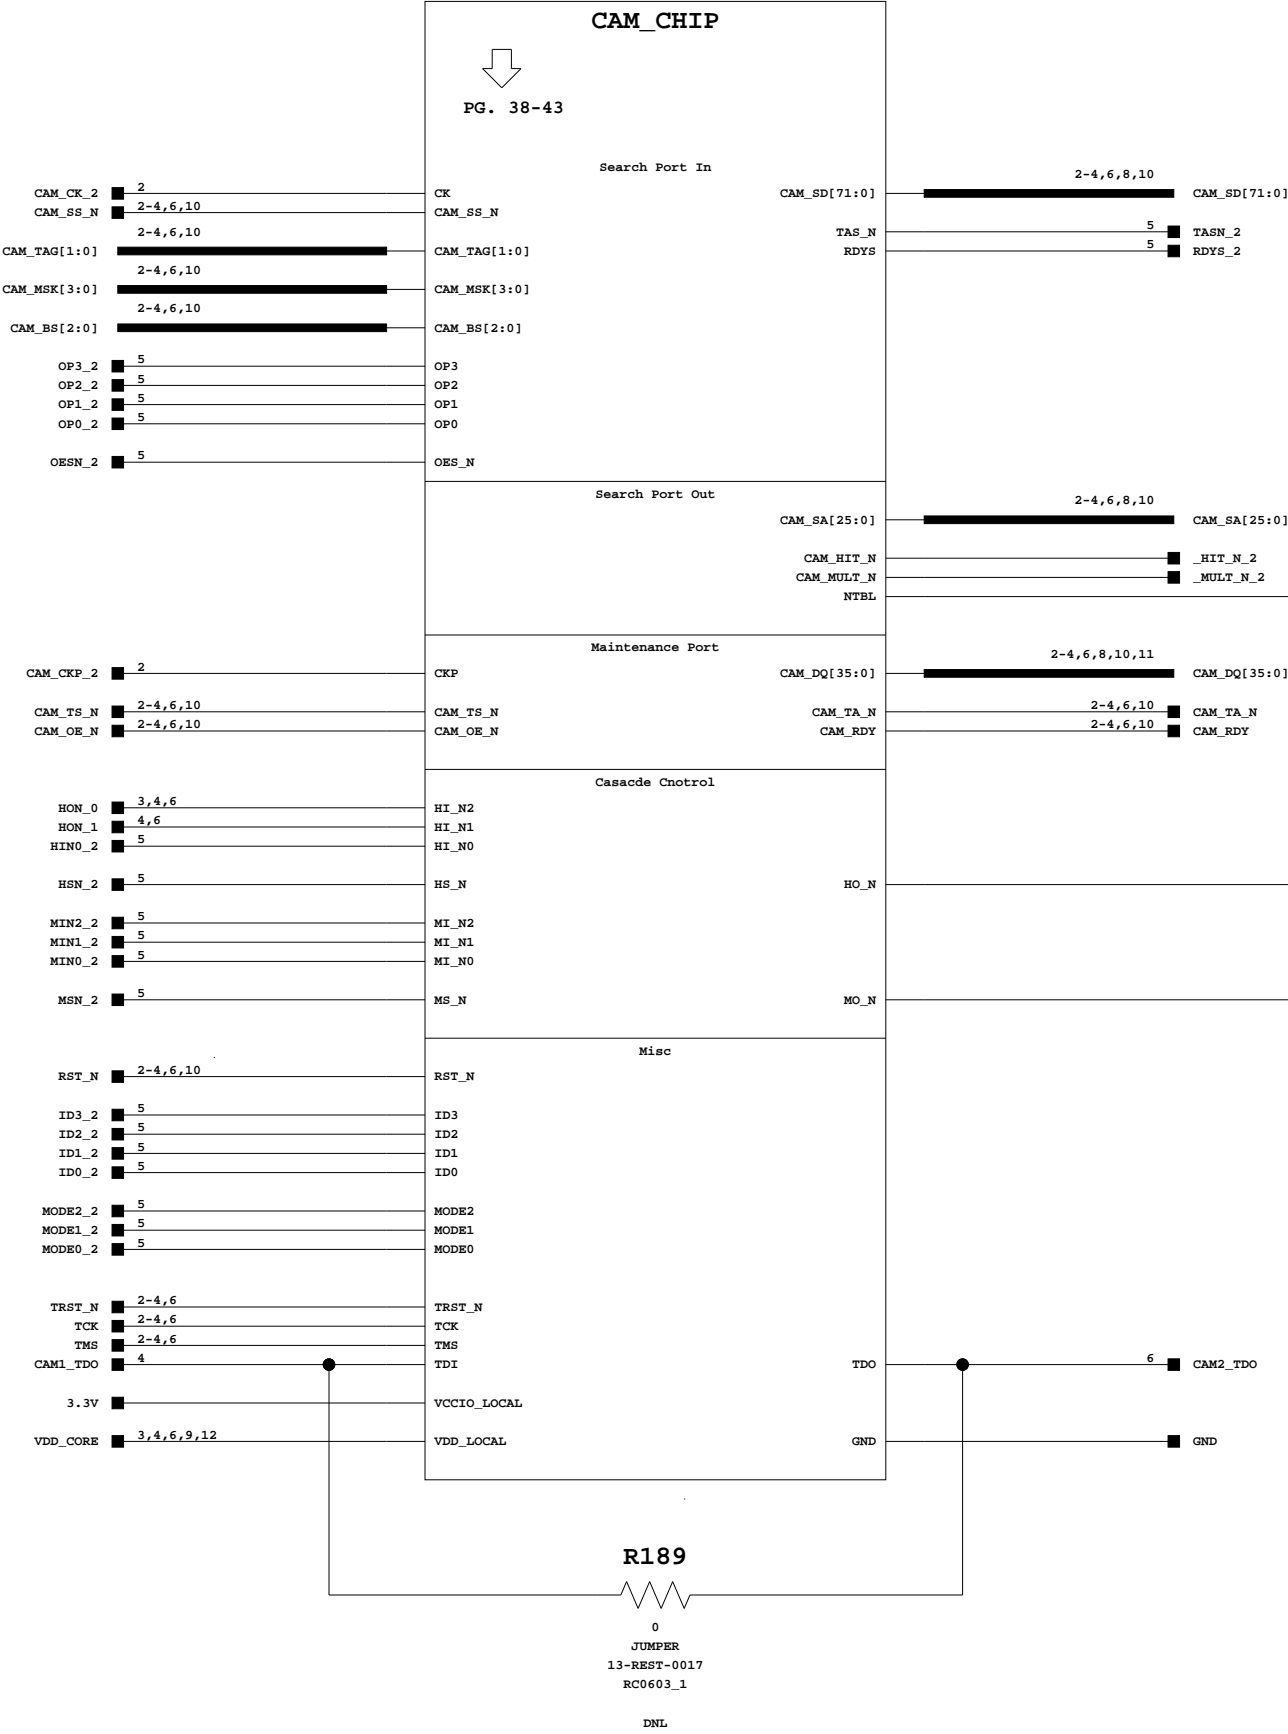 CAM_CHIP
PG. 38-43
Search Port In
CAM_CK_2 2 CK CAM_SD[71:0] 2-4,6,8,10 CAM_SD[71:0]
CAM_SS_N 2-4,6,10 CAM_SS_N
TAS_N 5 TASN_2
CAM_TAG[1:0] 2-4,6,10 CAM_TAG[1:0] RDYS 5 RDYS_2
CAM_MSK[3:0] 2-4,6,10 CAM_MSK[3:0]
CAM_BS[2:0] 2-4,6,10 CAM_BS[2:0]
OP3_2 5 OP3
OP2_2 5 OP2
OP1_2 5 OP1
OP0_2 5 OP0
OESN_2 5 OES_N
Search Port Out
CAM_SA[25:0] 2-4,6,8,10 CAM_SA[25:0]
CAM_HIT_N _HIT_N_2
CAM_MULT_N _MULT_N_2
NTBL
Maintenance Port
CAM_CKP_2 2 CKP CAM_DQ[35:0] 2-4,6,8,10,11 CAM_DQ[35:0]
CAM_TS_N 2-4,6,10 CAM_TS_N CAM_TA_N 2-4,6,10 CAM_TA_N
CAM_OE_N 2-4,6,10 CAM_OE_N CAM_RDY 2-4,6,10 CAM_RDY
Casacde Cnotrol
HON_0 3,4,6 HI_N2
HON_1 4,6 HI_N1
HIN0_2 5 HI_N0
HSN_2 5 HS_N HO_N
MIN2_2 5 MI_N2
MIN1_2 5 MI_N1
MIN0_2 5 MI_N0
MSN_2 5 MS_N MO_N
Misc
RST_N 2-4,6,10 RST_N
ID3_2 5 ID3
ID2_2 5 ID2
ID1_2 5 ID1
ID0_2 5 ID0
MODE2_2 5 MODE2
MODE1_2 5 MODE1
MODE0_2 5 MODE0
TRST_N 2-4,6 TRST_N
TCK 2-4,6 TCK
TMS 2-4,6 TMS
CAM1_TDO 4 TDI TDO 6 CAM2_TDO
3.3V VCCIO_LOCAL
VDD_CORE 3,4,6,9,12 VDD_LOCAL GND GND
R189
0
JUMPER
13-REST-0017
RC0603_1
DNL